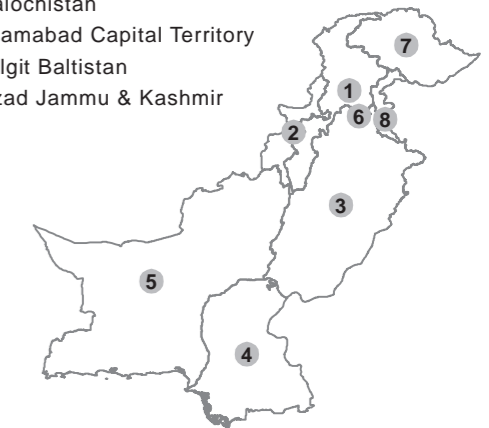 alochistan
amabad Capital Territory
lgit Baltistan
zad Jammu & Kashmir
7
1
6
8
2
3
5
4